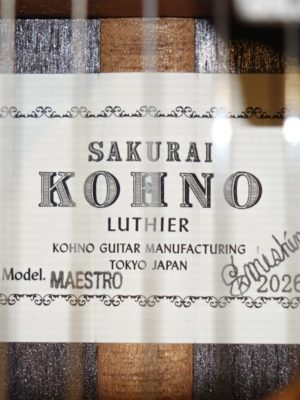 SAKURAI
KOHNO
LUTHIER
KOHNO GUITAR MANUFACTURING
TOKYO JAPAN
Model. MAESTRO
2026